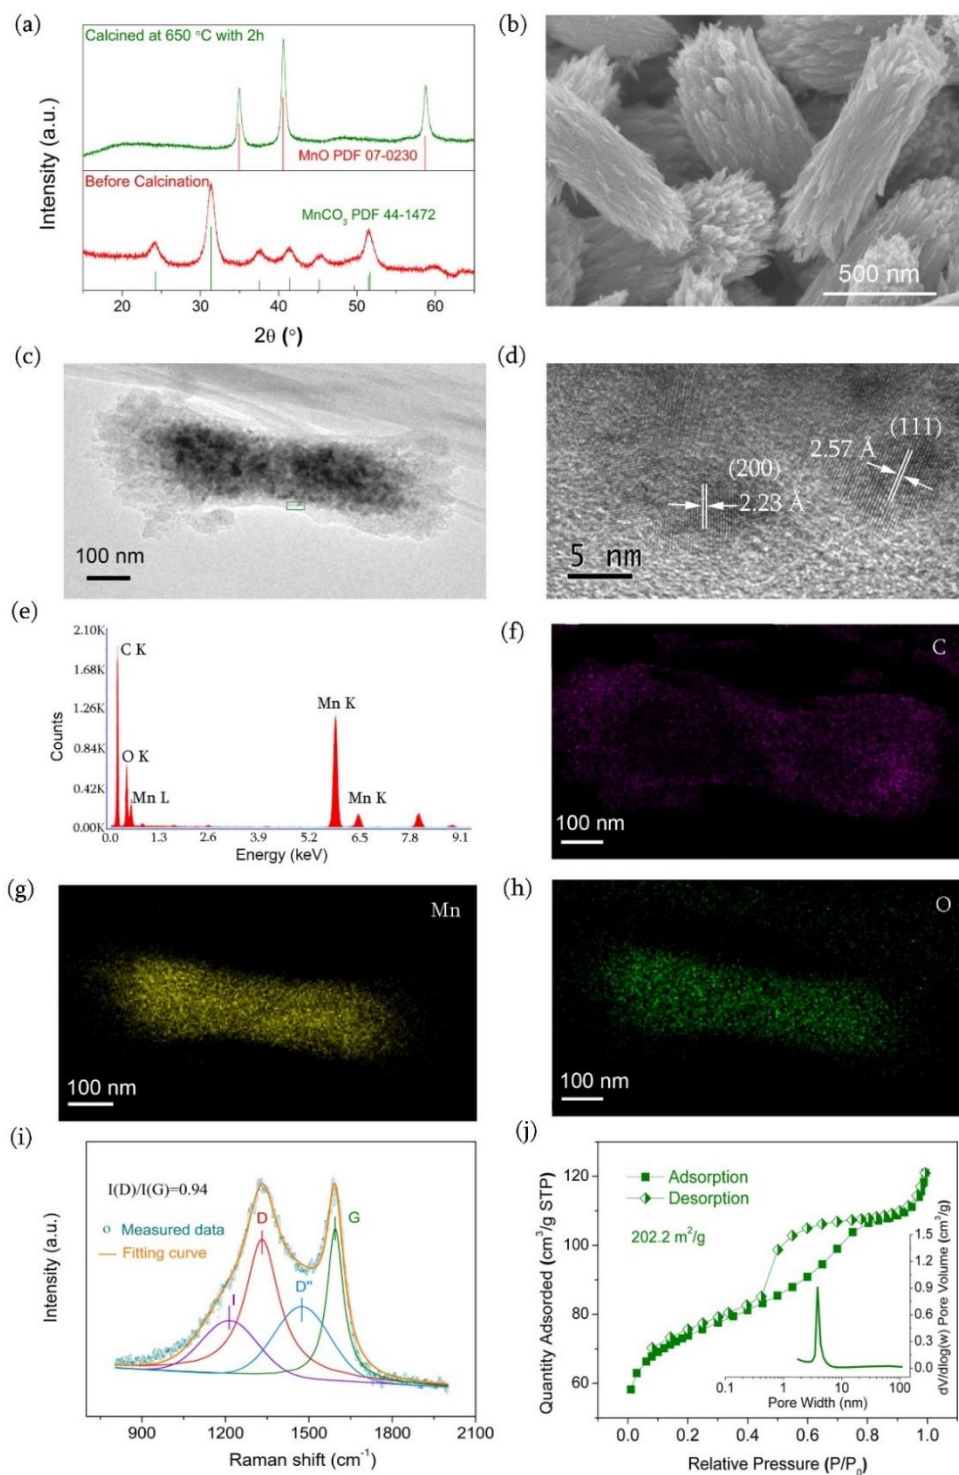 (a)
Calcined at 650 °C with 2h
MnO PDF 07-0230
Before Calcination
MnCO₃ PDF 44-1472
Intensity (a.u.)
20 30 40 50 60
2θ (°)
(b)
500 nm
(c)
100 nm
(d)
(200)
2.23 Å
(111)
2.57 Å
5 nm
(e)
2.10K
1.68K
1.26K
0.84K
0.42K
0.00K
Counts
C K
O K
Mn L
Mn K
Mn K
0.0 1.3 2.6 3.9 5.2 6.5 7.8 9.1
Energy (keV)
(f)
C
100 nm
(g)
Mn
100 nm
(h)
O
100 nm
(i)
I(D)/I(G)=0.94
Measured data
Fitting curve
I
D
D"
G
Intensity (a.u.)
900 1200 1500 1800 2100
Raman shift (cm⁻¹)
(j)
Quantity Adsorbed (cm³/g STP)
120
100
80
60
Adsorption
Desorption
202.2 m²/g
1.5
1.2
0.9
0.6
0.3
0.0
dV/dlog(w) Pore Volume (cm³/g)
0.1 1 10 100
Pore Width (nm)
0.0 0.2 0.4 0.6 0.8 1.0
Relative Pressure (P/P₀)